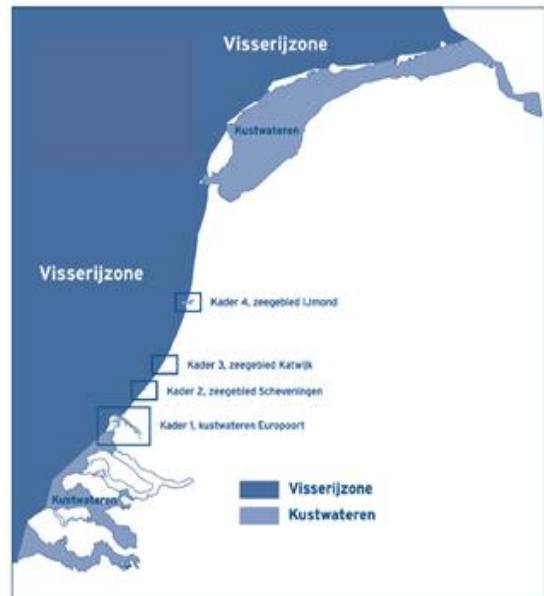 Visserijzone
Kustwateren
Visserijzone
Kader 4, zeegebied IJmond
Kader 3, zeegebied Katwijk
Kader 2, zeegebied Scheveningen
Kader 1, kustwateren Europoort
Kustwateren
Visserijzone
Kustwateren